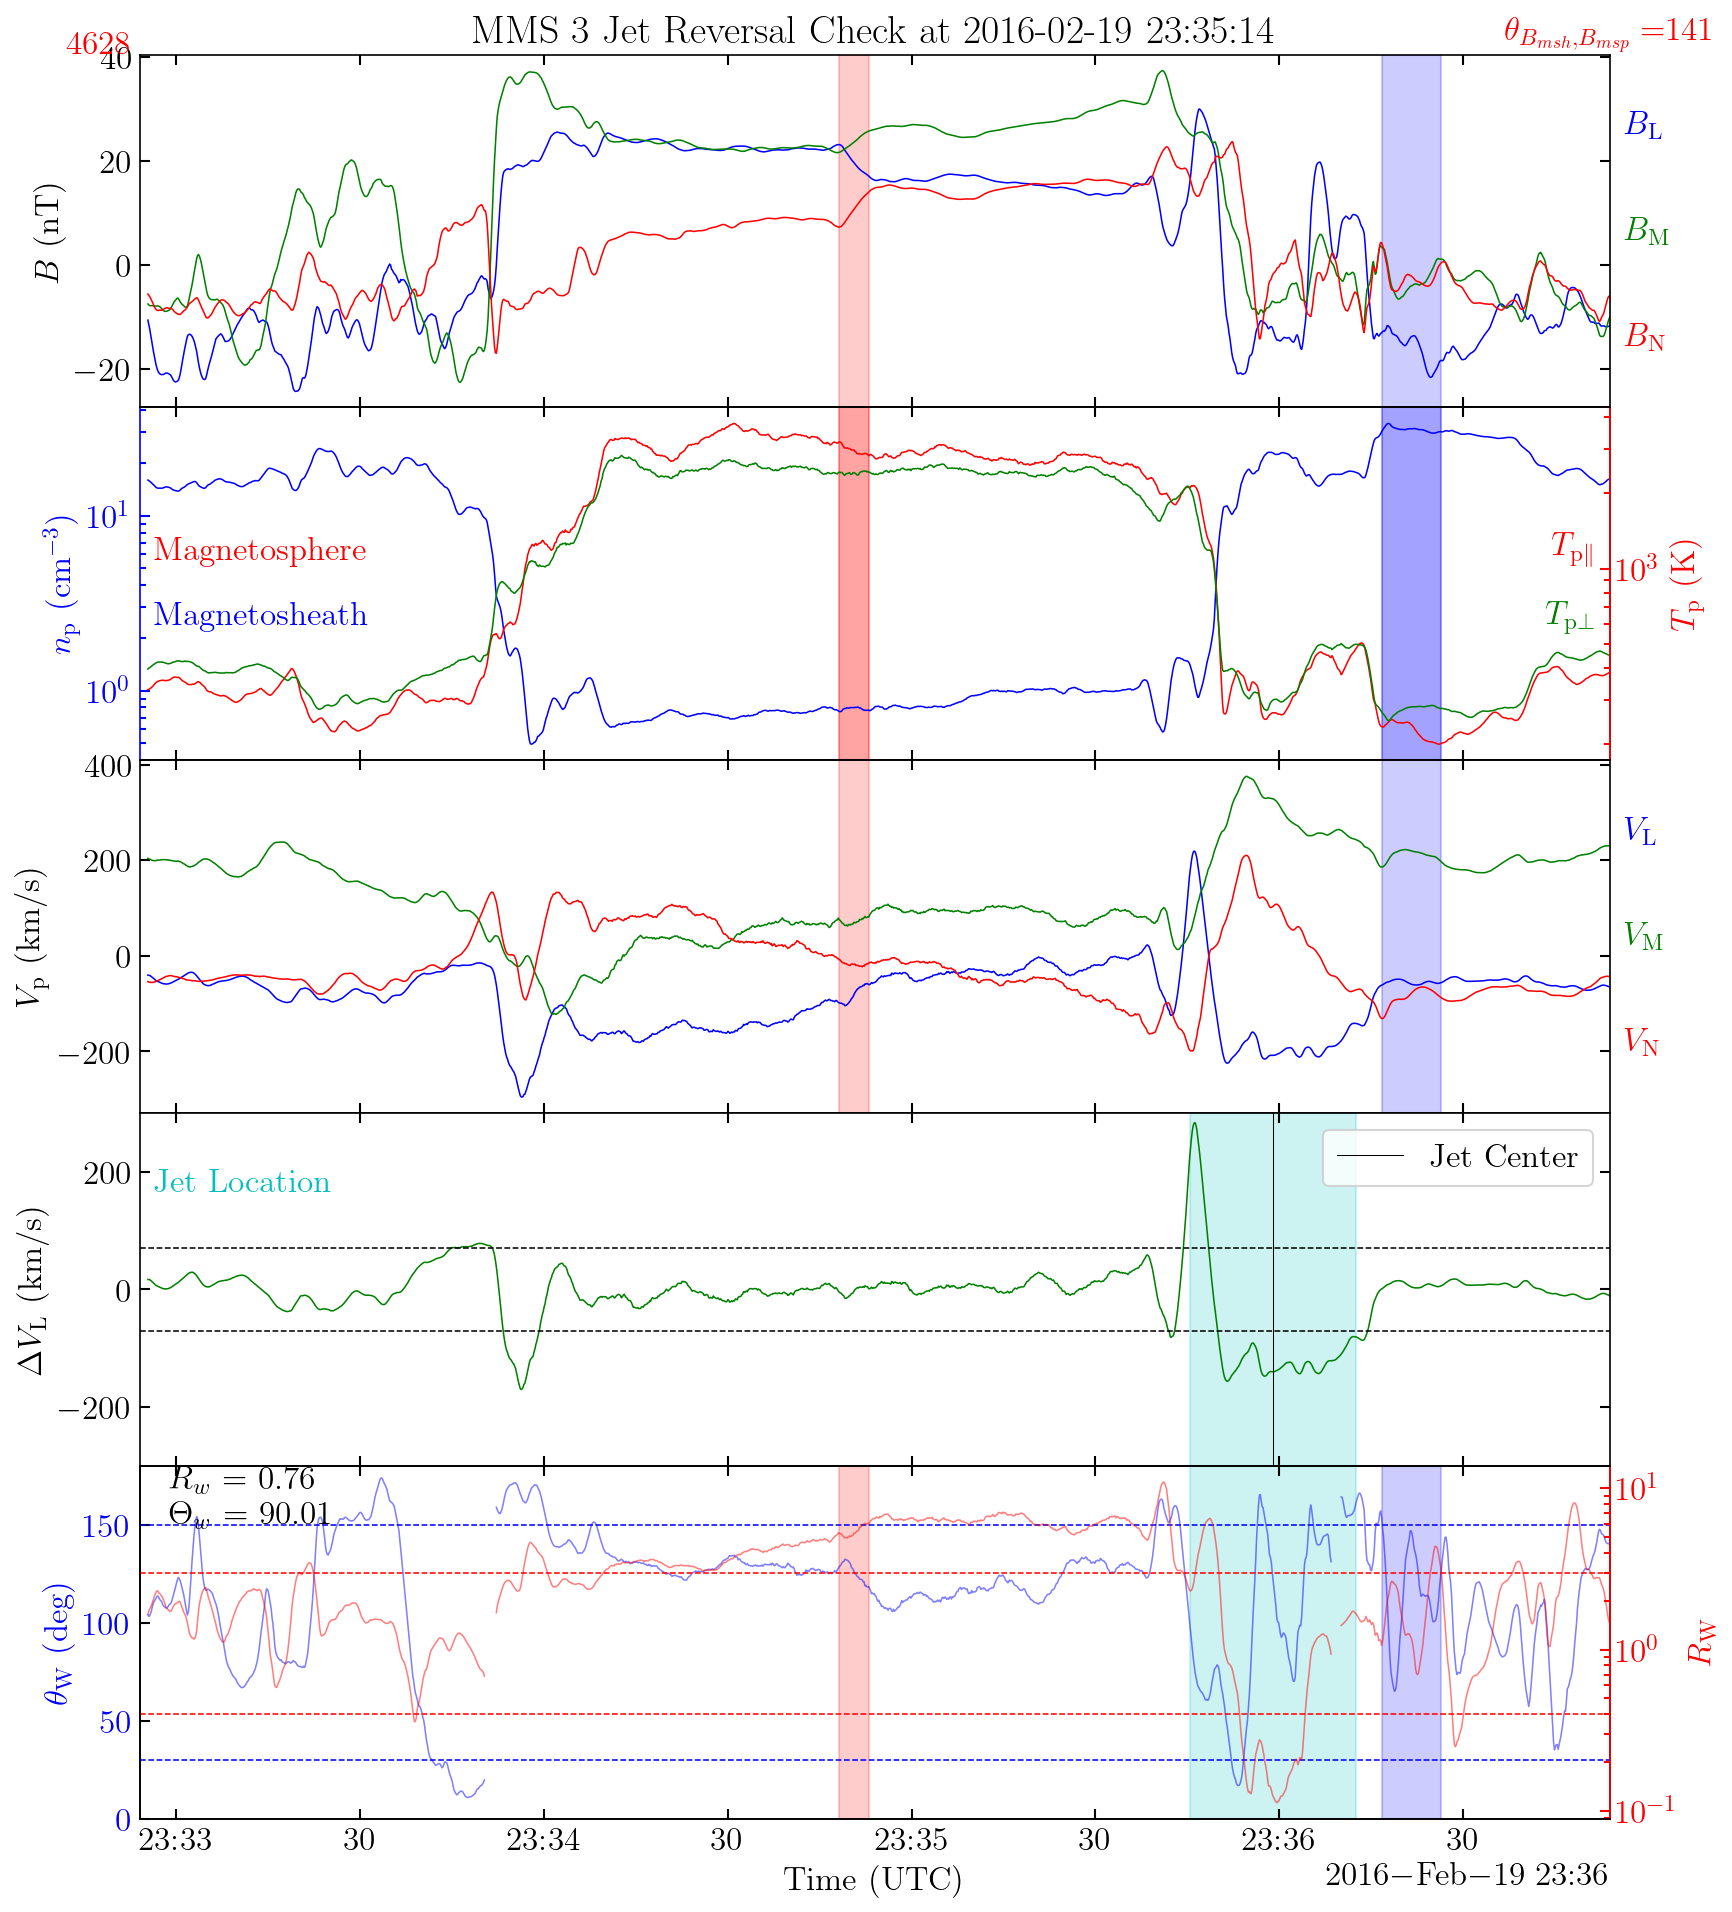 MMS 3 Jet Reversal Check at 2016-02-19 23:35:14
θ_{B_{msh},B_{msp}} =141
4628
40
20
0
−20
B (nT)
B_L
B_M
B_N
10^1
10^0
n_p (cm^{−3})
Magnetosphere
Magnetosheath
T_{p∥}
T_{p⊥}
10^3
T_p (K)
400
200
0
−200
V_p (km/s)
V_L
V_M
V_N
Jet Location
Jet Center
200
0
−200
ΔV_L (km/s)
R_w = 0.76
Θ_w = 90.01
150
100
50
0
θ_W (deg)
10^1
10^0
10^{−1}
R_W
23:33 30 23:34 30 23:35 30 23:36 30
Time (UTC)
2016−Feb−19 23:36